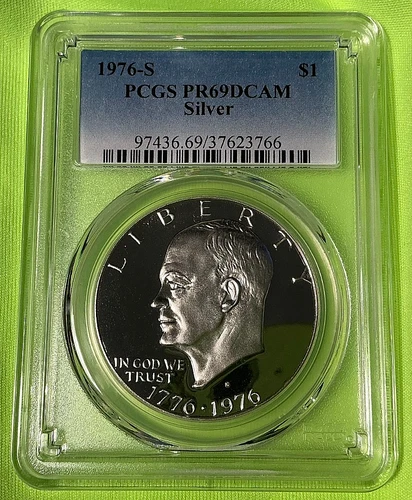 1976-S $1
PCGS PR69DCAM
Silver
97436.69/37623766
LIBERTY
IN GOD WE
TRUST
S
1776·1976